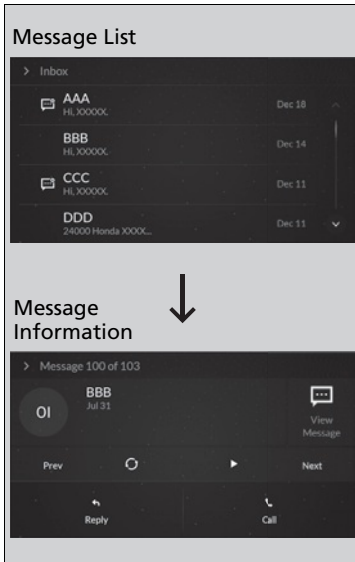 Message List
> Inbox
AAA
Dec 18
Hi, XXXXX.
BBB
Dec 14
Hi, XXXXX.
CCC
Dec 11
Hi, XXXXX.
DDD
Dec 11
24000 Honda XXXX...
Message
Information
> Message 100 of 103
BBB
Jul 31
OI
View
Message
Prev
Next
Reply
Call